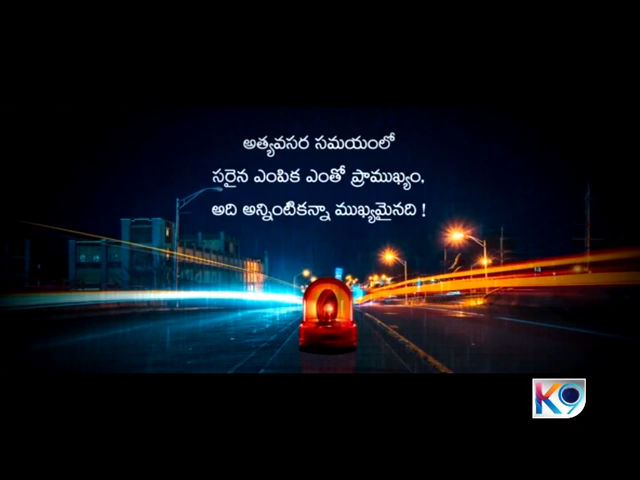 అత్యవసర సమయంలో
సరైన ఎంపిక ఎంతో ప్రాముఖ్యం,
అది అన్నింటికన్నా ముఖ్యమైనది !
K9